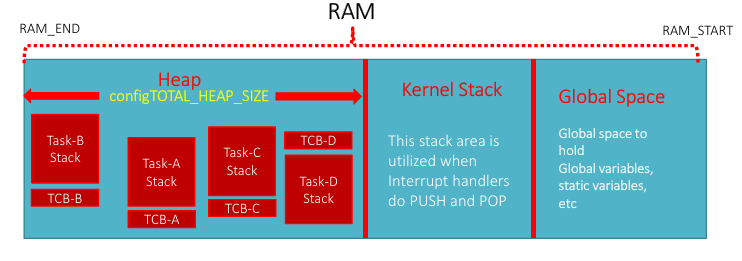 RAM
RAM_END
RAM_START
Heap
configTOTAL_HEAP_SIZE
Task-B
Stack
TCB-B
Task-A
Stack
TCB-A
Task-C
Stack
TCB-C
TCB-D
Task-D
Stack
Kernel Stack
This stack area is
utilized when
Interrupt handlers
do PUSH and POP
Global Space
Global space to
hold
Global variables,
static variables,
etc